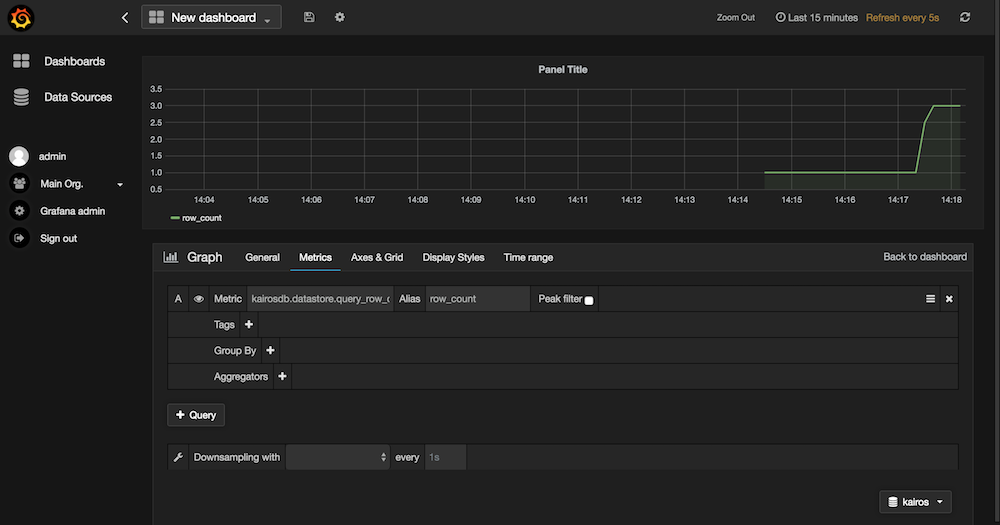 New dashboard
Zoom Out
Last 15 minutes Refresh every 5s
Dashboards
Data Sources
admin
Main Org.
Grafana admin
Sign out
Panel Title
3.5
3.0
2.5
2.0
1.5
1.0
0.5
14:04 14:05 14:06 14:07 14:08 14:09 14:10 14:11 14:12 14:13 14:14 14:15 14:16 14:17 14:18
row_count
Graph General Metrics Axes & Grid Display Styles Time range Back to dashboard
A Metric kairosdb.datastore.query_row_c Alias row_count Peak filter
Tags +
Group By +
Aggregators +
+ Query
Downsampling with every 1s
kairos